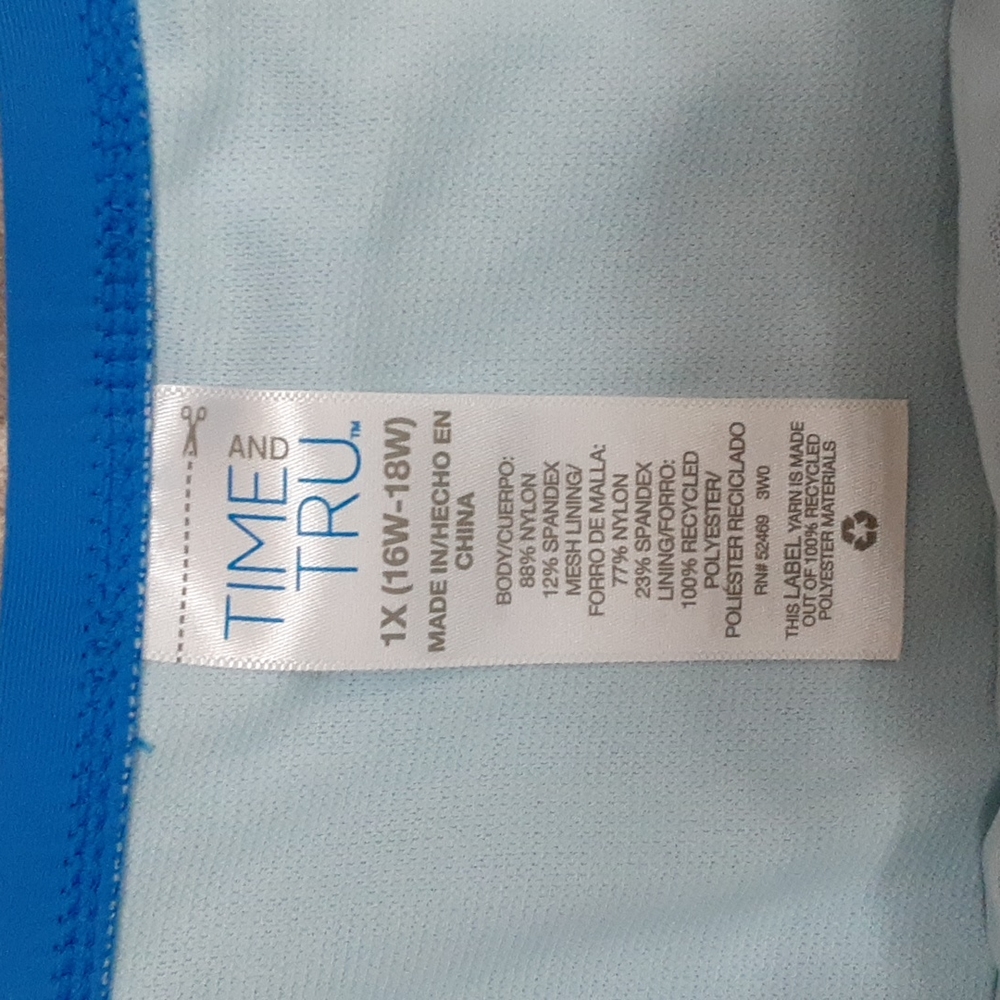 TIME AND
TRU™
1X (16W-18W)
MADE IN/HECHO EN
CHINA
BODY/CUERPO:
88% NYLON
12% SPANDEX
MESH LINING/
FORRO DE MALLA:
77% NYLON
23% SPANDEX
LINING/FORRO:
100% RECYCLED
POLYESTER/
POLIÉSTER RECICLADO
RN# 52469 3W0
THIS LABEL YARN IS MADE
OUT OF 100% RECYCLED
POLYESTER MATERIALS